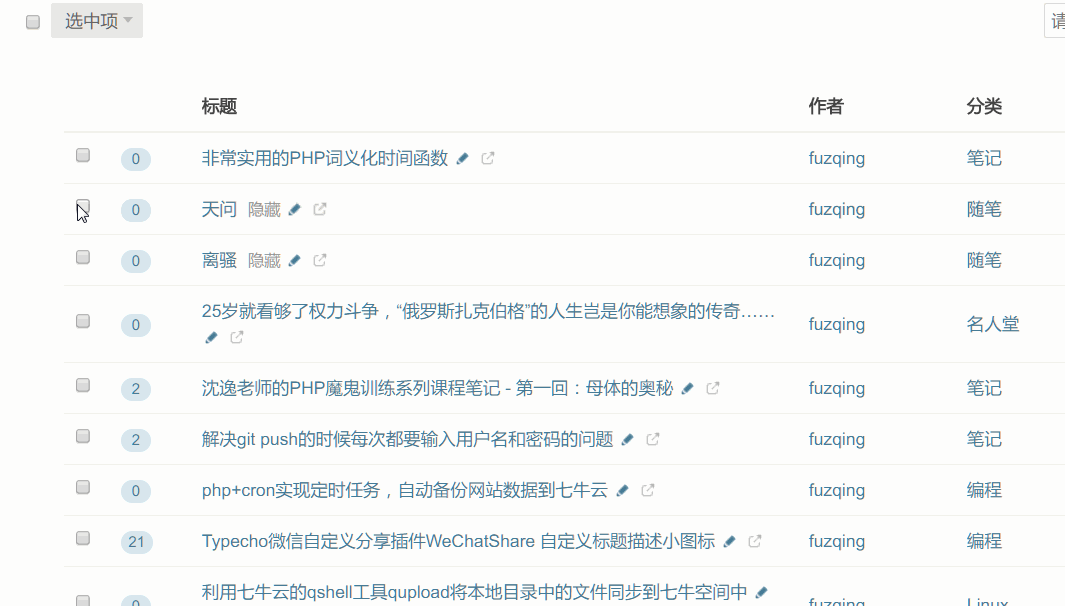 选中项 请
标题 作者 分类
0 非常实用的PHP词义化时间函数 fuzqing 笔记
0 天问 隐藏 fuzqing 随笔
0 离骚 隐藏 fuzqing 随笔
25岁就看够了权力斗争，“俄罗斯扎克伯格”的人生岂是你能想象的传奇……
0 fuzqing 名人堂
2 沈逸老师的PHP魔鬼训练系列课程笔记 - 第一回：母体的奥秘 fuzqing 笔记
2 解决git push的时候每次都要输入用户名和密码的问题 fuzqing 笔记
0 php+cron实现定时任务，自动备份网站数据到七牛云 fuzqing 编程
21 Typecho微信自定义分享插件WeChatShare 自定义标题描述小图标 fuzqing 编程
利用七牛云的qshell工具qupload将本地目录中的文件同步到七牛空间中
0 fuzqing Linux